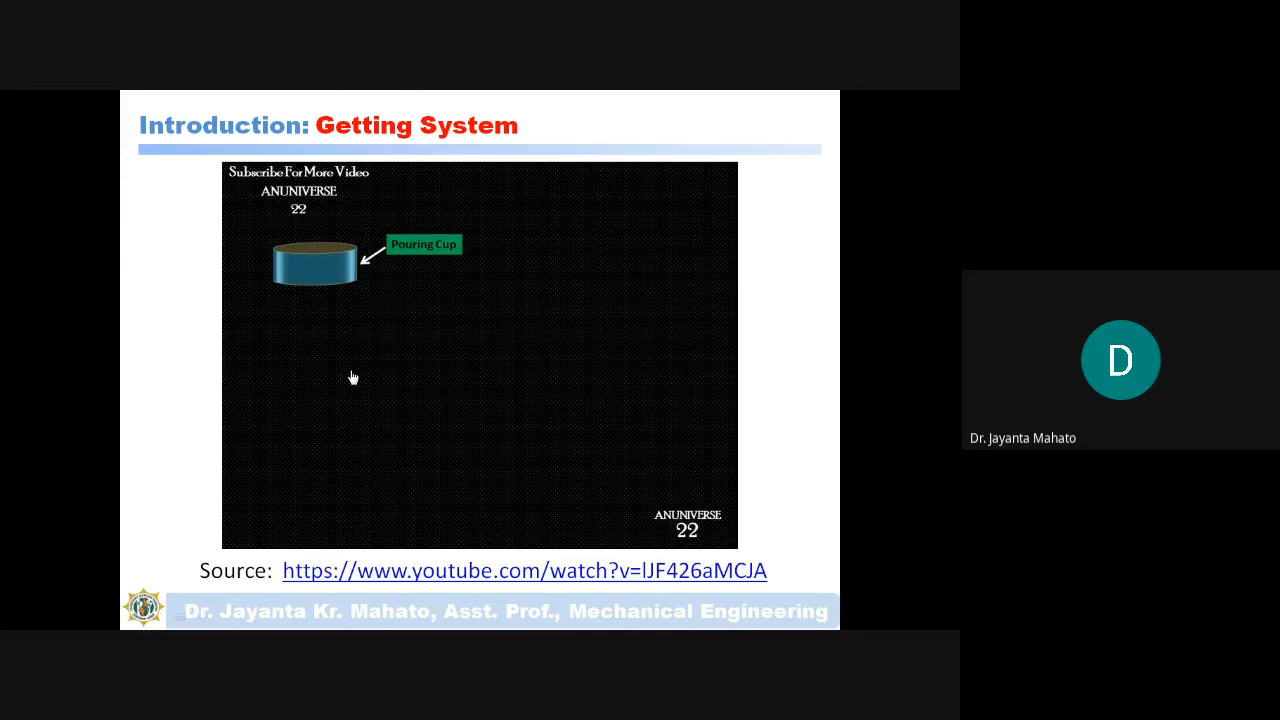 Introduction: Getting System
Subscribe For More Video
ANUNIVERSE
22
Pouring Cup
ANUNIVERSE
22
Source: https://www.youtube.com/watch?v=lJF426aMCJA
Dr. Jayanta Kr. Mahato, Asst. Prof., Mechanical Engineering
D
Dr. Jayanta Mahato